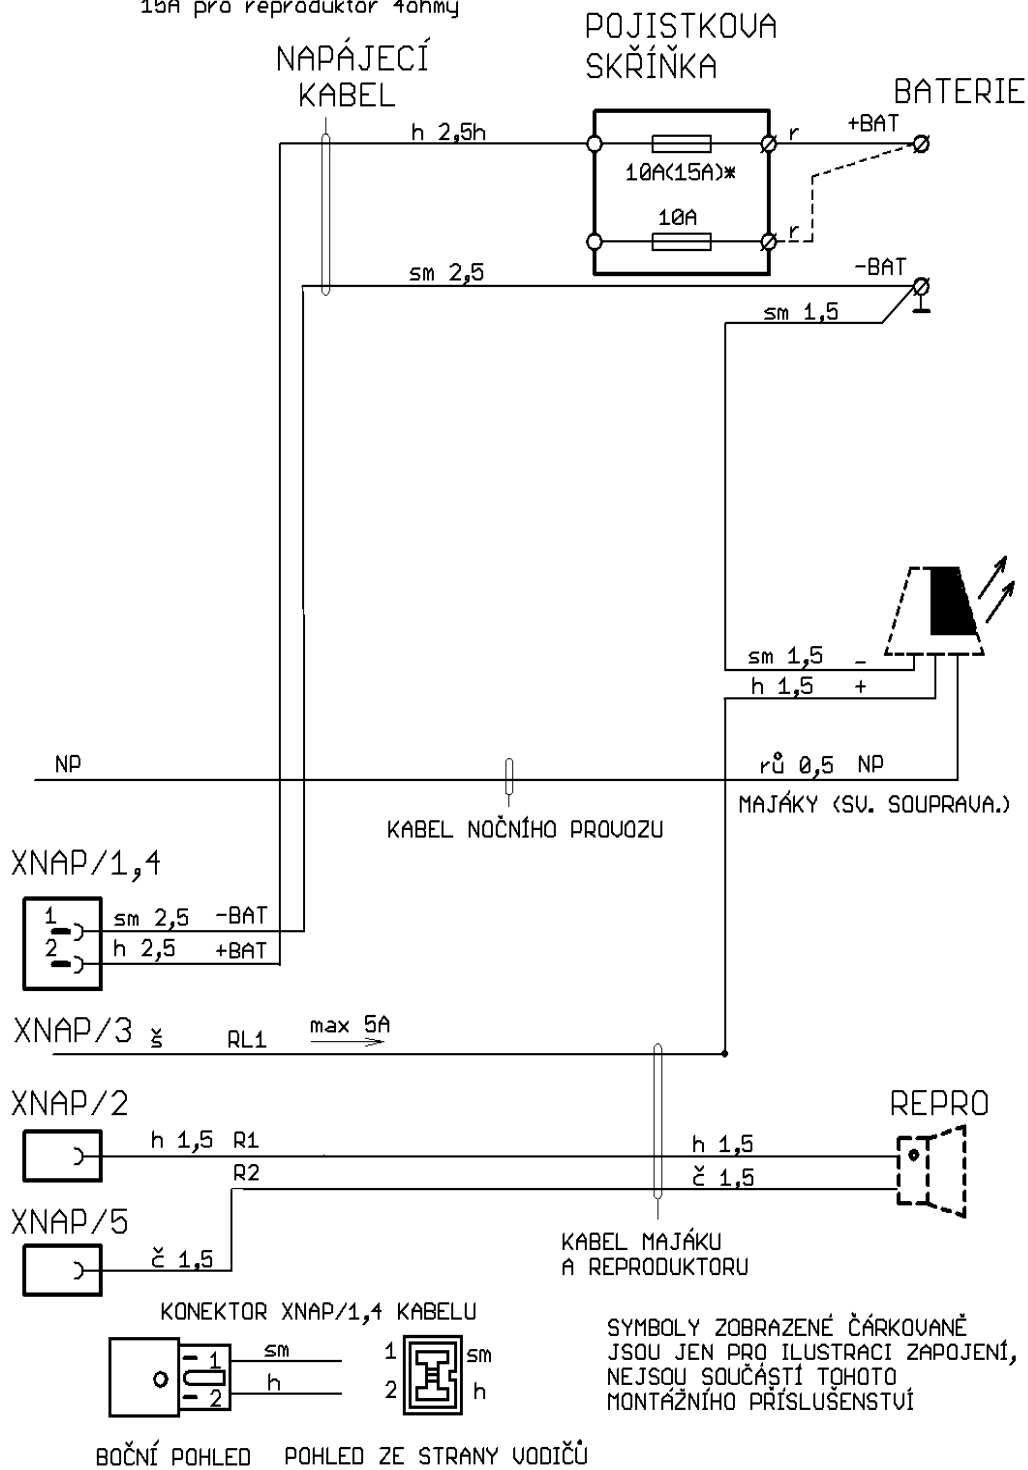 15A pro reproduktor 4ohmy
POJISTKOVA
SKŘÍŇKA
NAPÁJECÍ
KABEL
BATERIE
h 2,5h
r
+BAT
10A(15A)*
10A
r
sm 2,5
-BAT
sm 1,5
sm 1,5 -
h 1,5 +
NP
rů 0,5 NP
MAJÁKY (SV. SOUPRAVA.)
KABEL NOČNÍHO PROVOZU
XNAP/1,4
1 sm 2,5 -BAT
2 h 2,5 +BAT
XNAP/3 š RL1 max 5A
XNAP/2
REPRO
h 1,5 R1
h 1,5
R2
č 1,5
XNAP/5
č 1,5
KABEL MAJÁKU
A REPRODUKTORU
KONEKTOR XNAP/1,4 KABELU
1 sm
2 h
1 sm
2 h
SYMBOLY ZOBRAZENÉ ČÁRKOVANĚ
JSOU JEN PRO ILUSTRACI ZAPOJENÍ,
NEJSOU SOUČÁSTÍ TOHOTO
MONTÁŽNÍHO PŘÍSLUŠENSTVÍ
BOČNÍ POHLED
POHLED ZE STRANY VODIČŮ